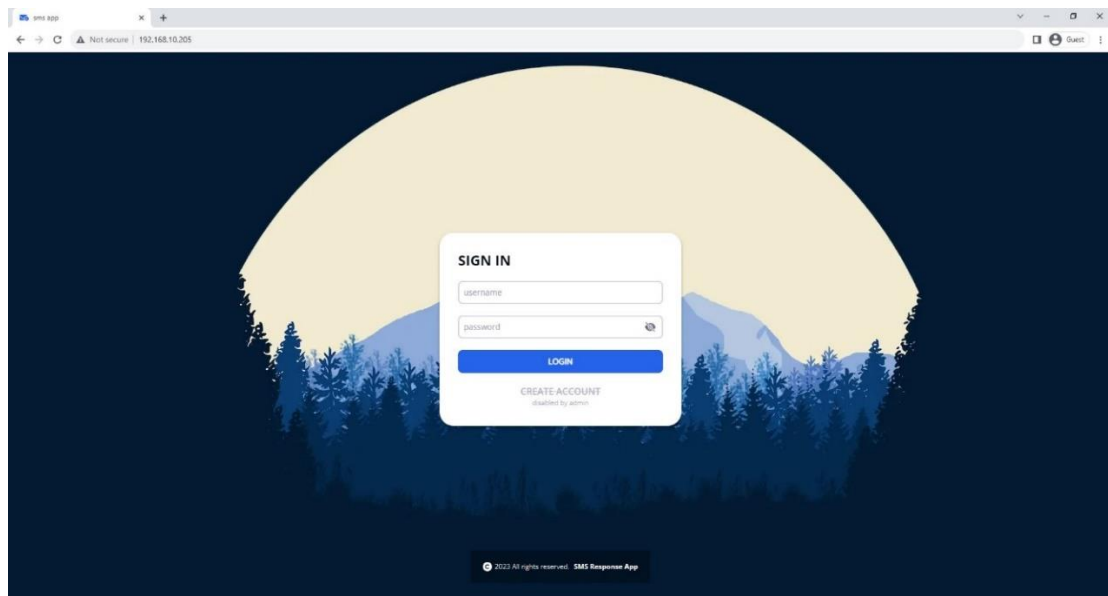 sms app
Not secure | 192.168.10.205
Guest
SIGN IN
username
password
LOGIN
CREATE ACCOUNT
disabled by admin
2023 All rights reserved. SMS Response App